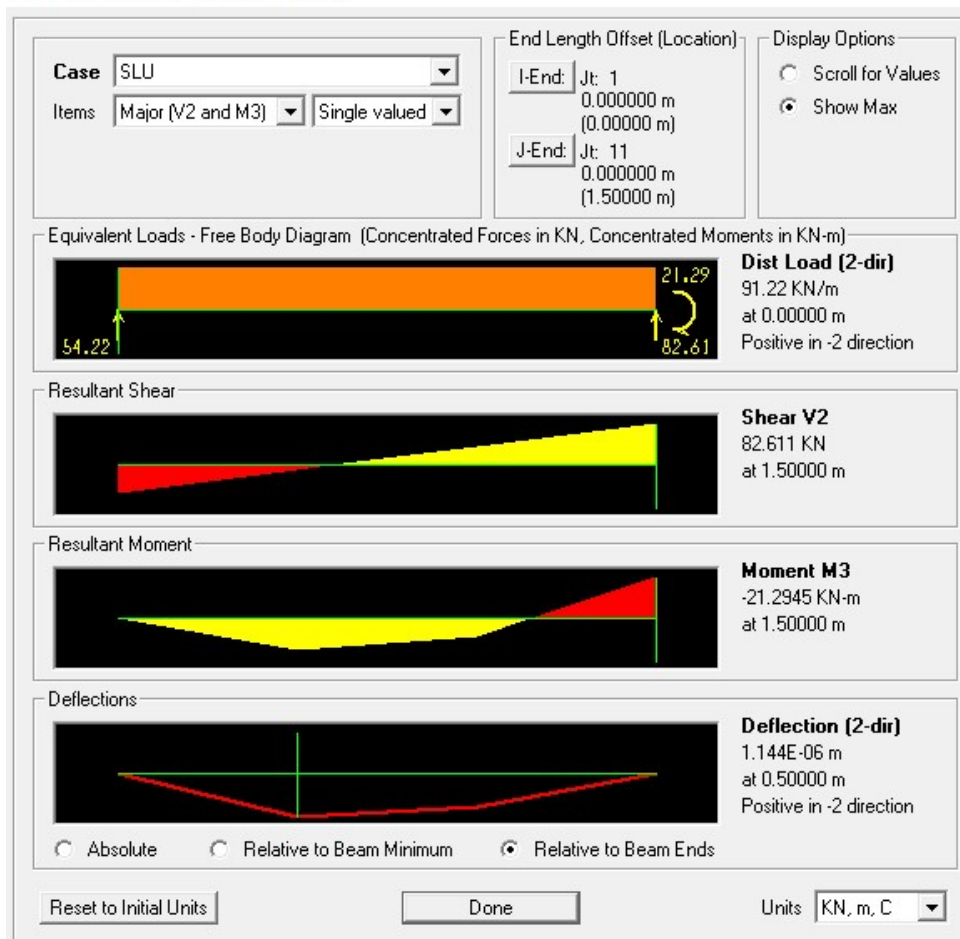 Case SLU
Items Major (V2 and M3) Single valued
End Length Offset (Location)
I-End: Jt: 1
0.000000 m
(0.00000 m)
J-End: Jt: 11
0.000000 m
(1.50000 m)
Display Options
Scroll for Values
Show Max
Equivalent Loads - Free Body Diagram (Concentrated Forces in KN, Concentrated Moments in KN-m)
21.29
54.22
82.61
Dist Load (2-dir)
91.22 KN/m
at 0.00000 m
Positive in -2 direction
Resultant Shear
Shear V2
82.611 KN
at 1.50000 m
Resultant Moment
Moment M3
-21.2945 KN-m
at 1.50000 m
Deflections
Deflection (2-dir)
1.144E-06 m
at 0.50000 m
Positive in -2 direction
Absolute Relative to Beam Minimum Relative to Beam Ends
Reset to Initial Units Done Units KN, m, C